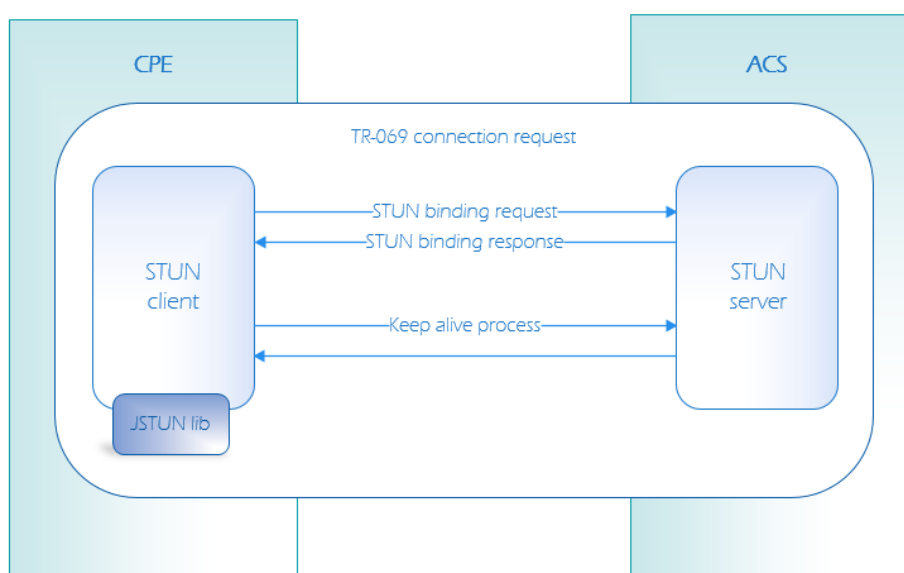 CPE
ACS
TR-069 connection request
STUN binding request
STUN binding response
STUN
client
STUN
server
Keep alive process
JSTUN lib